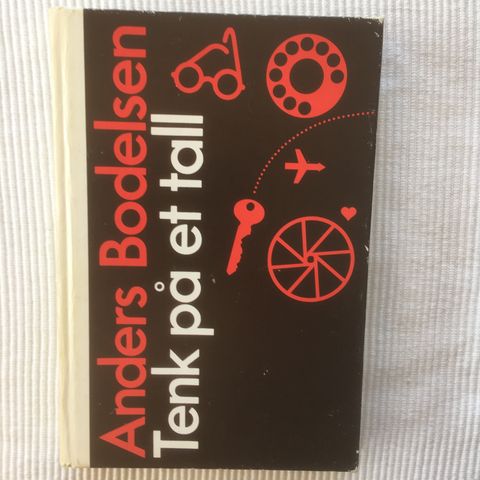 Anders Bodelsen
Tenk på et tall